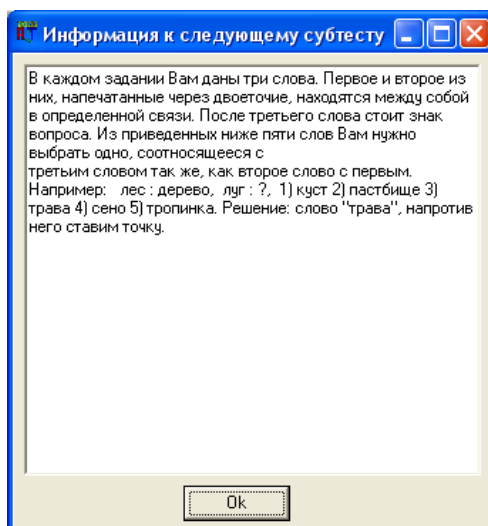 Информация к следующему субтесту
В каждом задании Вам даны три слова. Первое и второе из
них, напечатанные через двоеточие, находятся между собой
в определенной связи. После третьего слова стоит знак
вопроса. Из приведенных ниже пяти слов Вам нужно
выбрать одно, соотносящееся с
третьим словом так же, как второе слово с первым.
Например:   лес : дерево,  луг : ?,  1) куст 2) пастбище 3)
трава 4) сено 5) тропинка. Решение: слово "трава", напротив
него ставим точку.
Ok